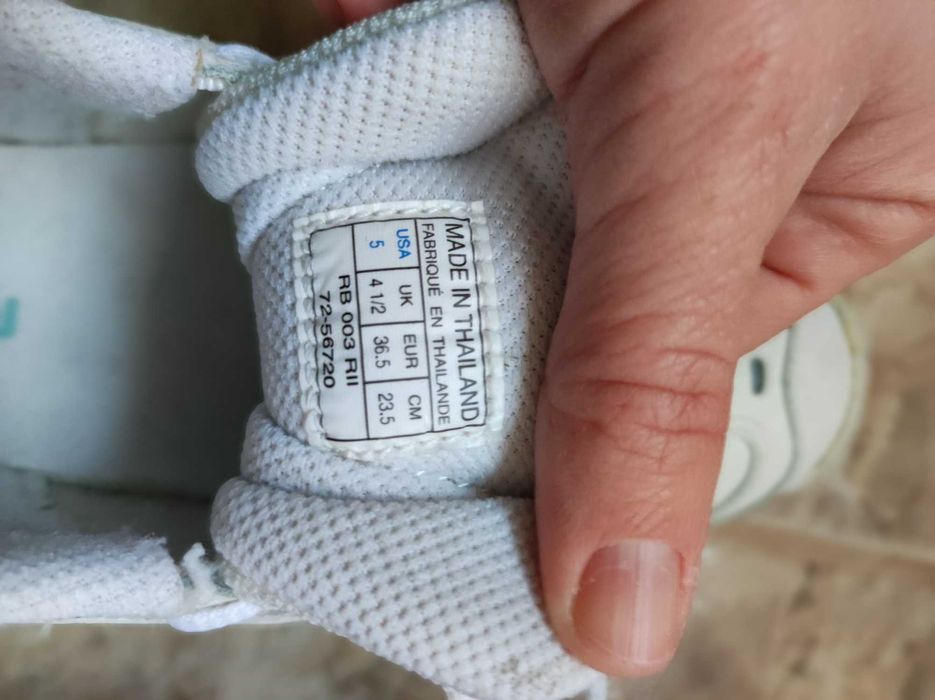 MADE IN THAILAND
FABRIQUÉ EN THAILANDE
USA UK EUR CM
5 4 1/2 36.5 23.5
RB 003 RII
72-56720